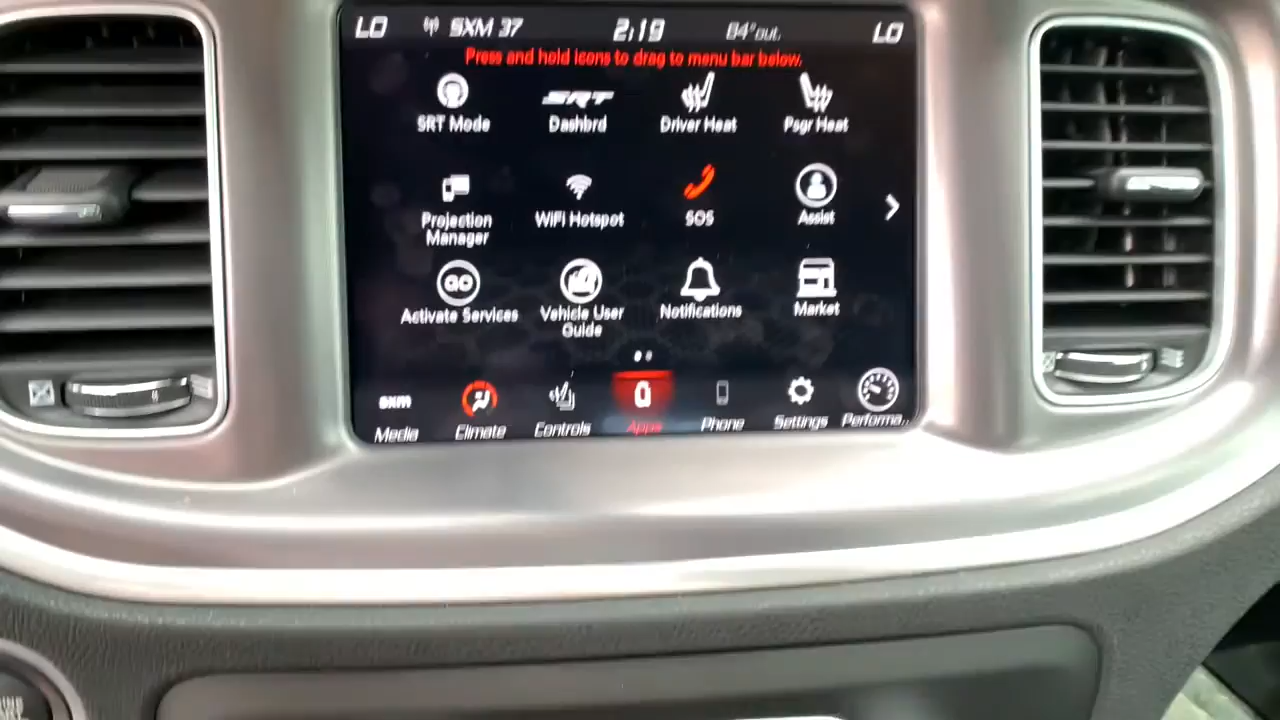 LO SXM 37 2:19 84° out. LO
Press and hold icons to drag to menu bar below.
SRT
SRT Mode Dashbrd Driver Heat Psgr Heat
Projection WiFi Hotspot SOS Assist
Manager
GO
Activate Services Vehicle User Notifications Market
Guide
sxm
Media Climate Controls Apps Phone Settings Performa...